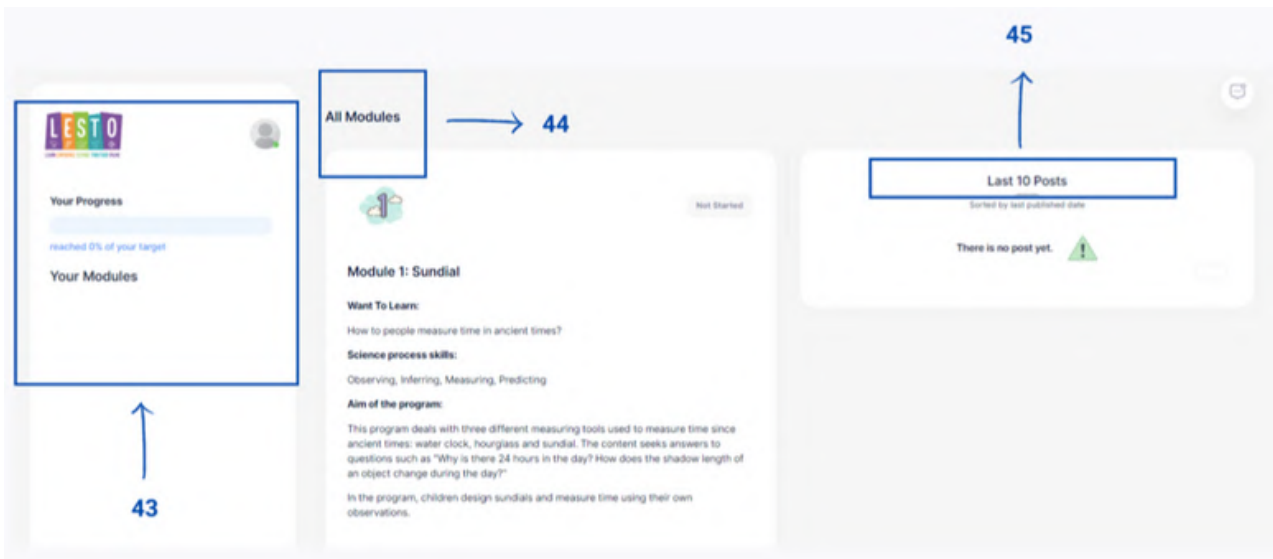 45
All Modules
44
LESTO
Your Progress
reached 0% of your target
Your Modules
43
1
Not Started
Module 1: Sundial
Want To Learn:
How to people measure time in ancient times?
Science process skills:
Observing, Inferring, Measuring, Predicting
Aim of the program:
This program deals with three different measuring tools used to measure time since
ancient times: water clock, hourglass and sundial. The content seeks answers to
questions such as "Why is there 24 hours in the day? How does the shadow length of
an object change during the day?"
In the program, children design sundials and measure time using their own
observations.
Last 10 Posts
Sorted by last published date
There is no post yet.